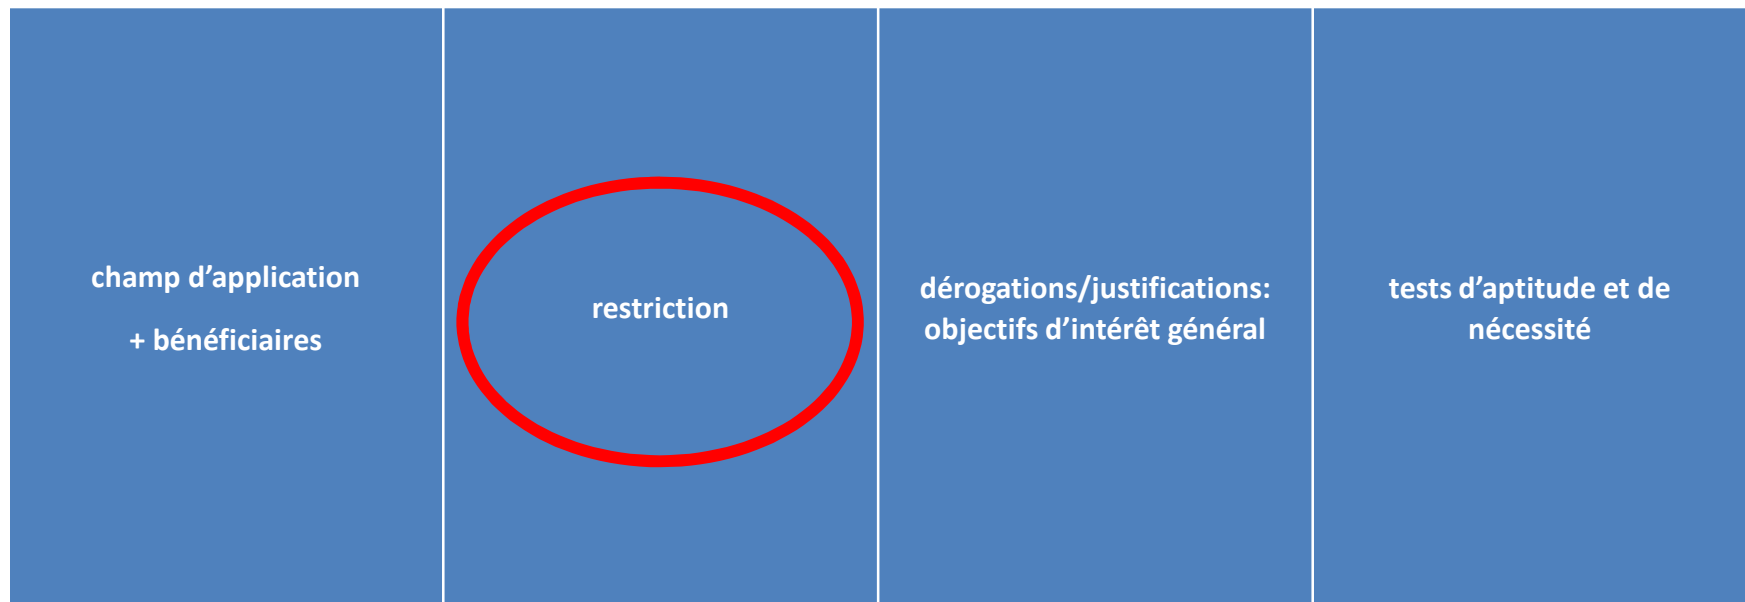 champ d’application
+ bénéficiaires
restriction
dérogations/justifications:
objectifs d’intérêt général
tests d’aptitude et de
nécessité